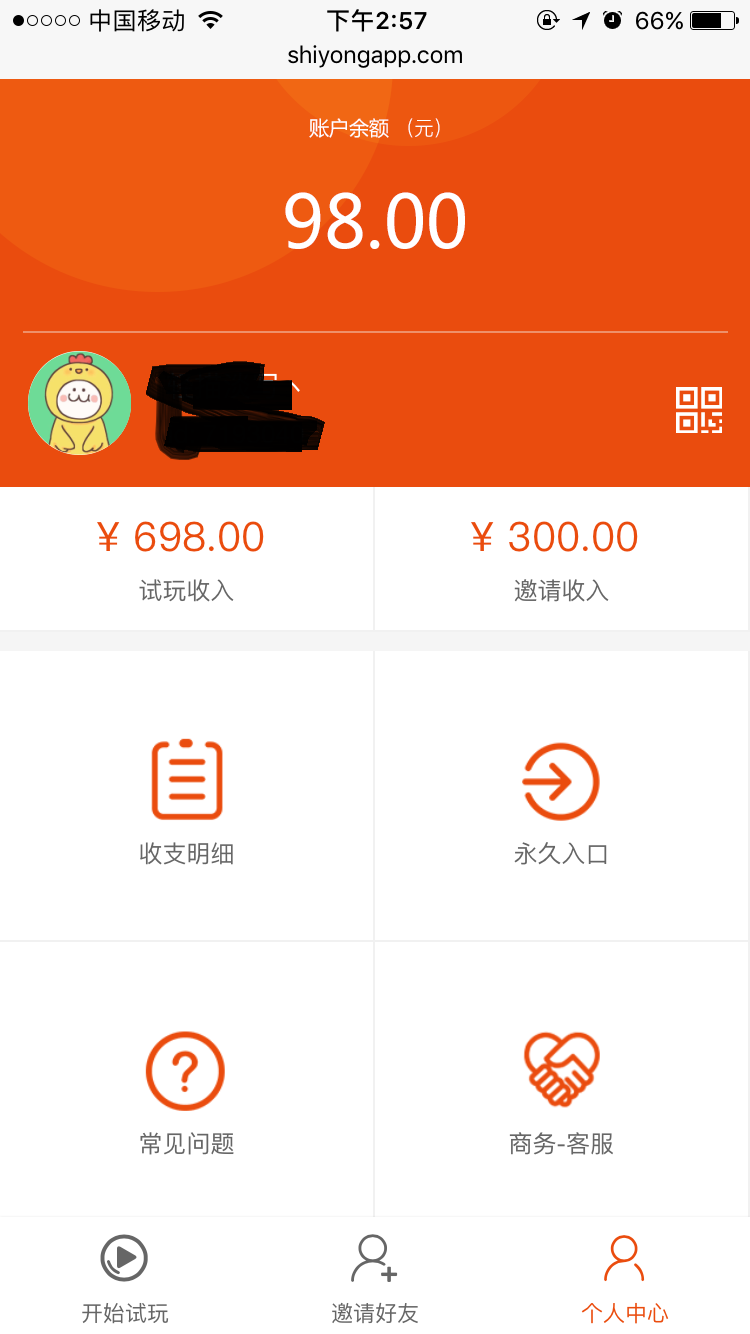 中国移动 下午2:57 66%
shiyongapp.com
账户余额 （元）
98.00
¥ 698.00 ¥ 300.00
试玩收入 邀请收入
收支明细 永久入口
常见问题 商务-客服
开始试玩 邀请好友 个人中心